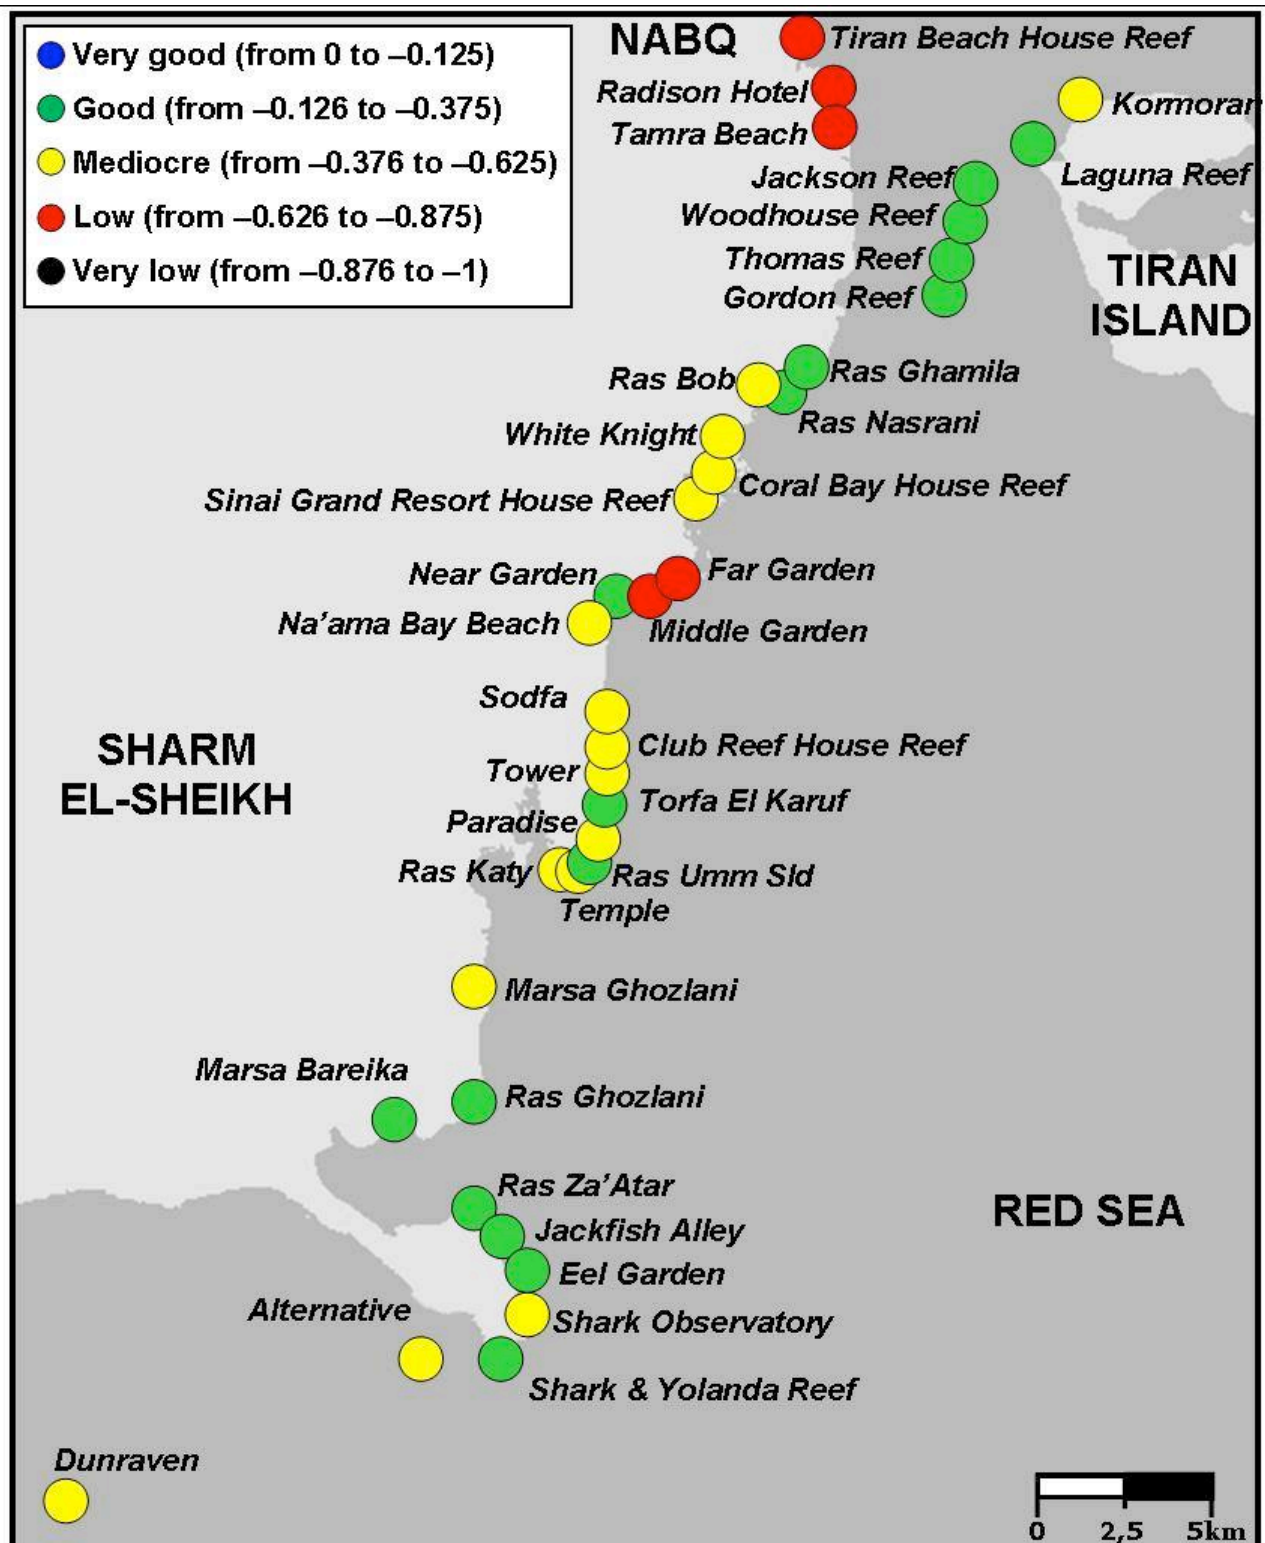 Very good (from 0 to –0.125)
Good (from –0.126 to –0.375)
Mediocre (from –0.376 to –0.625)
Low (from –0.626 to –0.875)
Very low (from –0.876 to –1)
NABQ
Tiran Beach House Reef
Radison Hotel
Kormoran
Tamra Beach
Jackson Reef
Laguna Reef
Woodhouse Reef
Thomas Reef
TIRAN
ISLAND
Gordon Reef
Ras Bob
Ras Ghamila
Ras Nasrani
White Knight
Coral Bay House Reef
Sinai Grand Resort House Reef
Near Garden
Far Garden
Na’ama Bay Beach
Middle Garden
Sodfa
SHARM
EL-SHEIKH
Club Reef House Reef
Tower
Torfa El Karuf
Paradise
Ras Katy
Ras Umm SId
Temple
Marsa Ghozlani
Marsa Bareika
Ras Ghozlani
Ras Za’Atar
RED SEA
Jackfish Alley
Eel Garden
Alternative
Shark Observatory
Shark & Yolanda Reef
Dunraven
0 2,5 5km